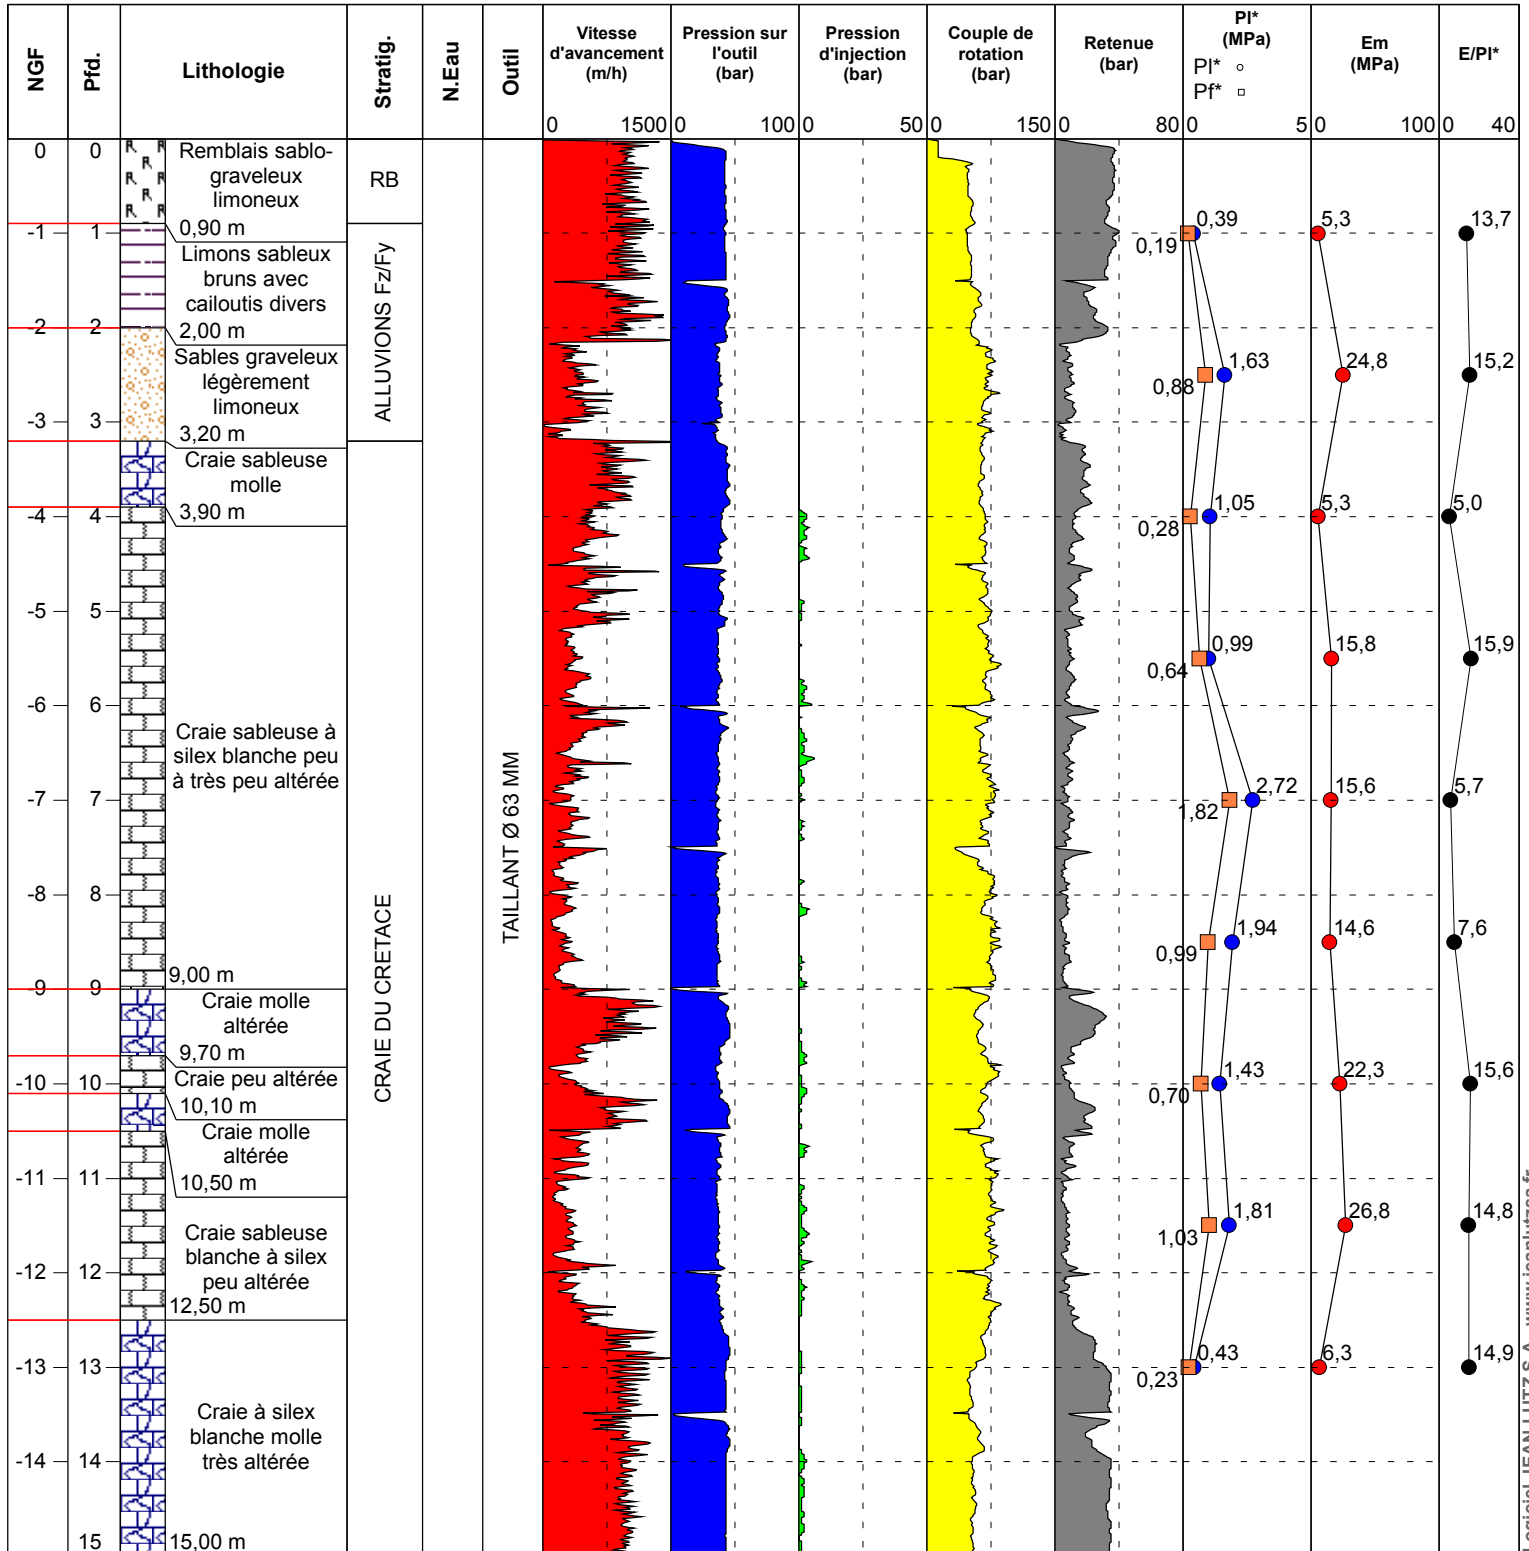 NGF
Pfd.
Lithologie
Stratig.
N.Eau
Outil
Vitesse
d'avancement
(m/h)
0 1500
Pression sur
l'outil
(bar)
0 100
Pression
d'injection
(bar)
0 50
Couple de
rotation
(bar)
0 150
Retenue
(bar)
0 80
Pl*
(MPa)
Pl* ○
Pf* □
0 5
Em
(MPa)
0 100
E/Pl*
0 40
0 0
-1 1
-2 2
-3 3
-4 4
-5 5
-6 6
-7 7
-8 8
-9 9
-10 10
-11 11
-12 12
-13 13
-14 14
15
R R R R R R R R
Remblais sablo-
graveleux
limoneux
0,90 m
Limons sableux
bruns avec
cailoutis divers
2,00 m
Sables graveleux
légèrement
limoneux
3,20 m
Craie sableuse
molle
3,90 m
Craie sableuse à
silex blanche peu
à très peu altérée
9,00 m
Craie molle
altérée
9,70 m
Craie peu altérée
10,10 m
Craie molle
altérée
10,50 m
Craie sableuse
blanche à silex
peu altérée
12,50 m
Craie à silex
blanche molle
très altérée
15,00 m
RB
ALLUVIONS Fz/Fy
CRAIE DU CRETACE
TAILLANT Ø 63 MM
0,39 0,19 5,3 13,7
1,63 0,88 24,8 15,2
1,05 0,28 5,3 5,0
0,99 0,64 15,8 15,9
2,72 1,82 15,6 5,7
1,94 0,99 14,6 7,6
1,43 0,70 22,3 15,6
1,81 1,03 26,8 14,8
0,43 0,23 6,3 14,9
Logiciel JEAN LUTZ S.A - www.jeanlutzsa.fr